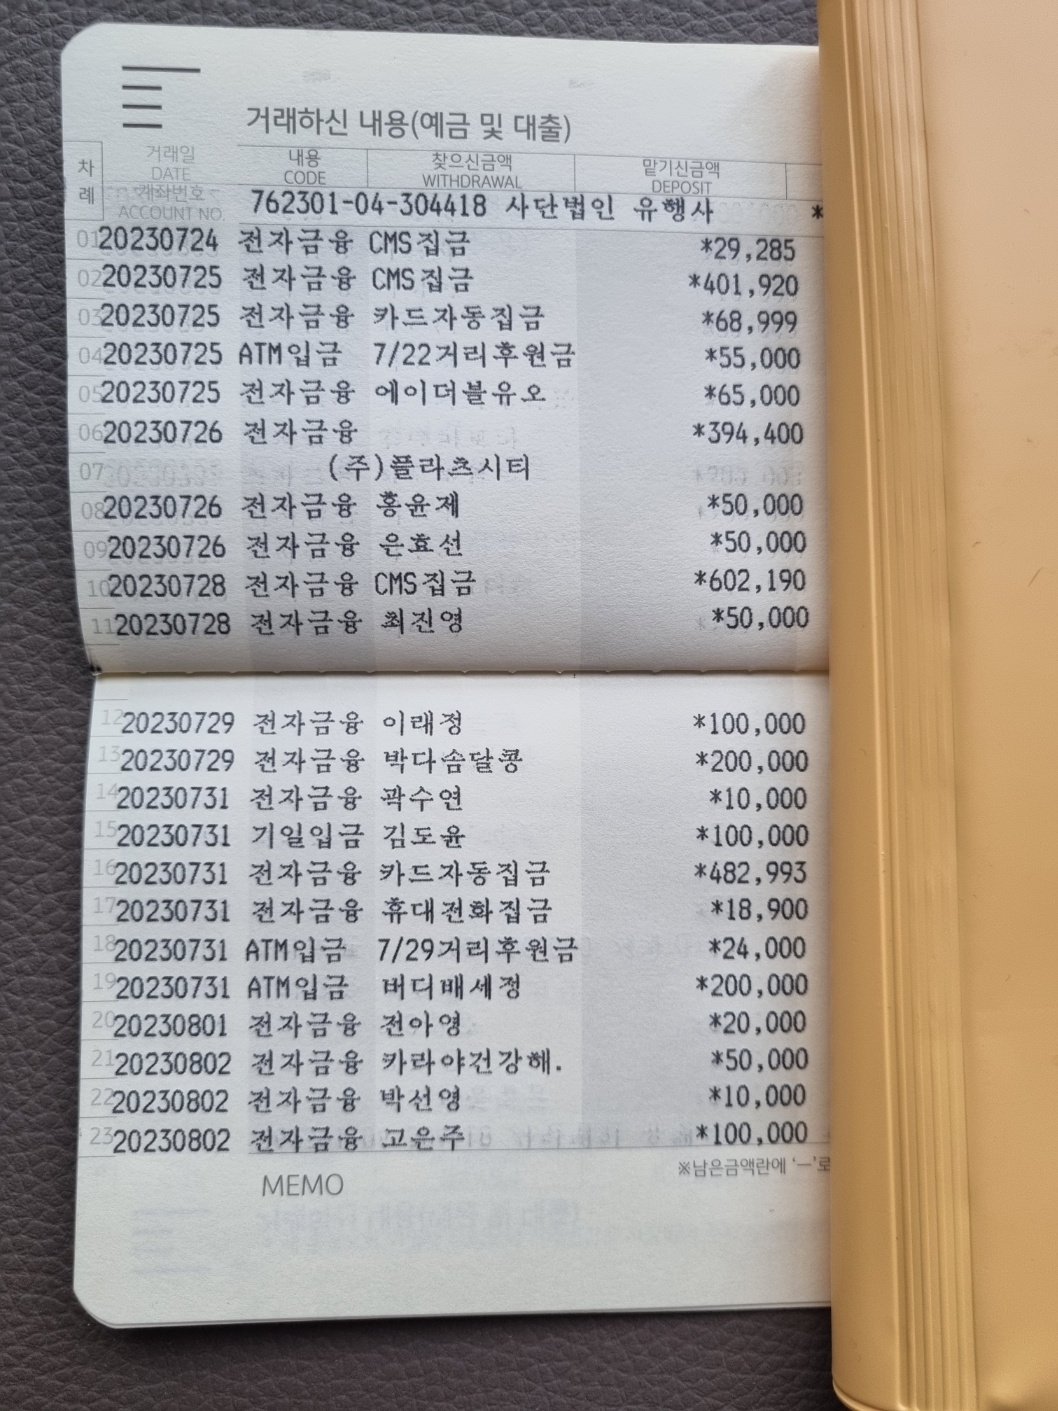 거래하신 내용(예금 및 대출)
차례 거래일 DATE 내용 CODE 찾으신금액 WITHDRAWAL 맡기신금액 DEPOSIT
계좌번호 ACCOUNT NO. 762301-04-304418 사단법인 유행사 *
01 20230724 전자금융 CMS집금 *29,285
02 20230725 전자금융 CMS집금 *401,920
03 20230725 전자금융 카드자동집금 *68,999
04 20230725 ATM입금 7/22거리후원금 *55,000
05 20230725 전자금융 에이더블유오 *65,000
06 20230726 전자금융 *394,400
07 (주)플라츠시티
08 20230726 전자금융 홍윤제 *50,000
09 20230726 전자금융 은효선 *50,000
10 20230728 전자금융 CMS집금 *602,190
11 20230728 전자금융 최진영 *50,000
12 20230729 전자금융 이래정 *100,000
13 20230729 전자금융 박다솜달콩 *200,000
14 20230731 전자금융 곽수연 *10,000
15 20230731 기일입금 김도윤 *100,000
16 20230731 전자금융 카드자동집금 *482,993
17 20230731 전자금융 휴대전화집금 *18,900
18 20230731 ATM입금 7/29거리후원금 *24,000
19 20230731 ATM입금 버디배세정 *200,000
20 20230801 전자금융 전아영 *20,000
21 20230802 전자금융 카라야건강해. *50,000
22 20230802 전자금융 박선영 *10,000
23 20230802 전자금융 고은주 *100,000
※남은금액란에 '-'로
MEMO